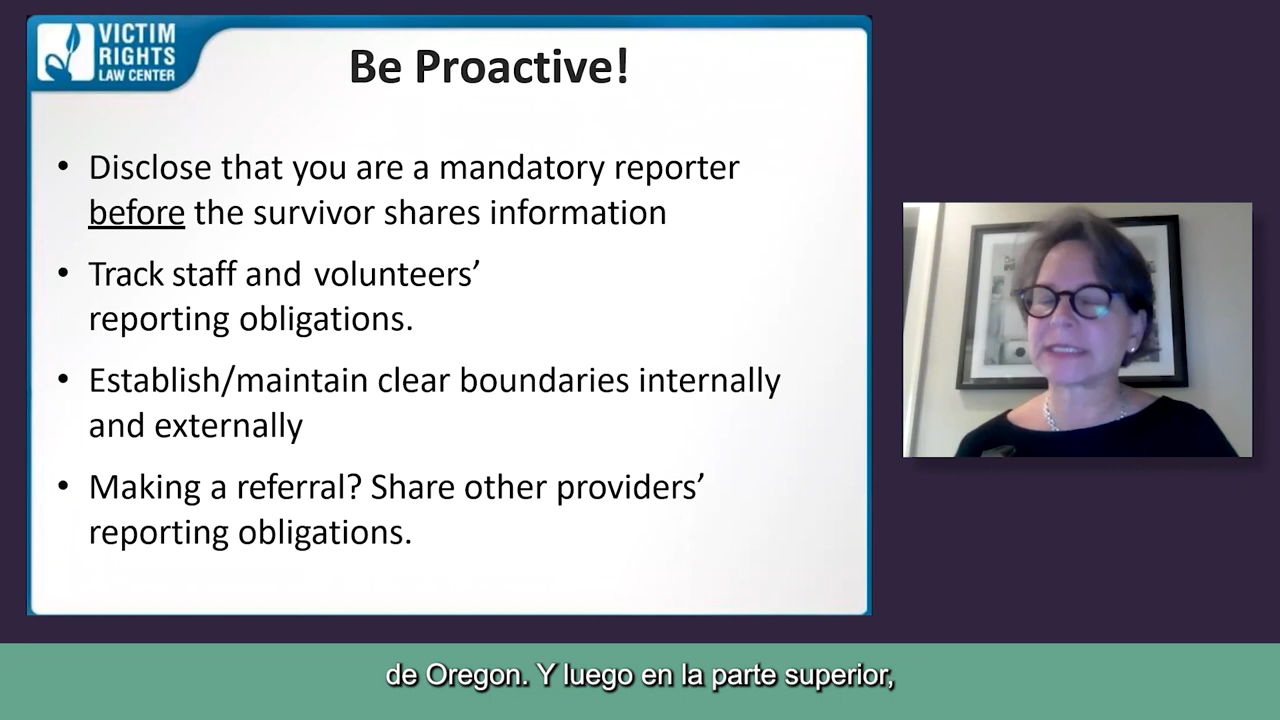 VICTIM
RIGHTS
LAW CENTER
Be Proactive!
• Disclose that you are a mandatory reporter
before the survivor shares information
• Track staff and volunteers’
reporting obligations.
• Establish/maintain clear boundaries internally
and externally
• Making a referral? Share other providers’
reporting obligations.
de Oregon. Y luego en la parte superior,